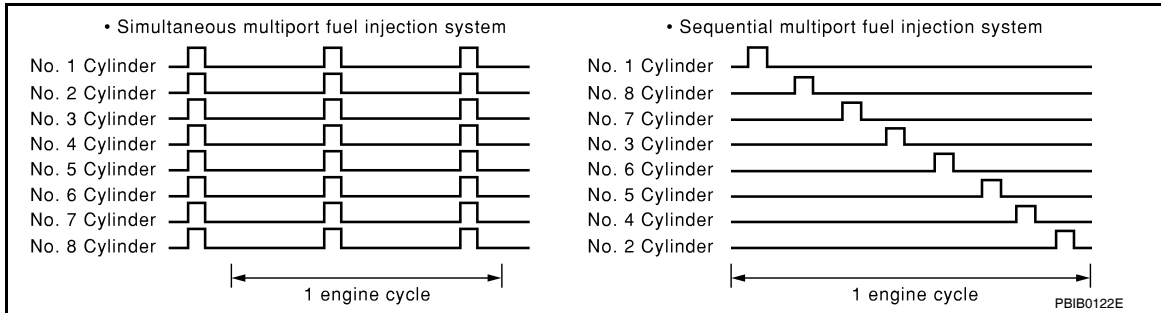 • Simultaneous multiport fuel injection system
No. 1 Cylinder
No. 2 Cylinder
No. 3 Cylinder
No. 4 Cylinder
No. 5 Cylinder
No. 6 Cylinder
No. 7 Cylinder
No. 8 Cylinder
1 engine cycle
• Sequential multiport fuel injection system
No. 1 Cylinder
No. 8 Cylinder
No. 7 Cylinder
No. 3 Cylinder
No. 6 Cylinder
No. 5 Cylinder
No. 4 Cylinder
No. 2 Cylinder
1 engine cycle
PBIB0122E